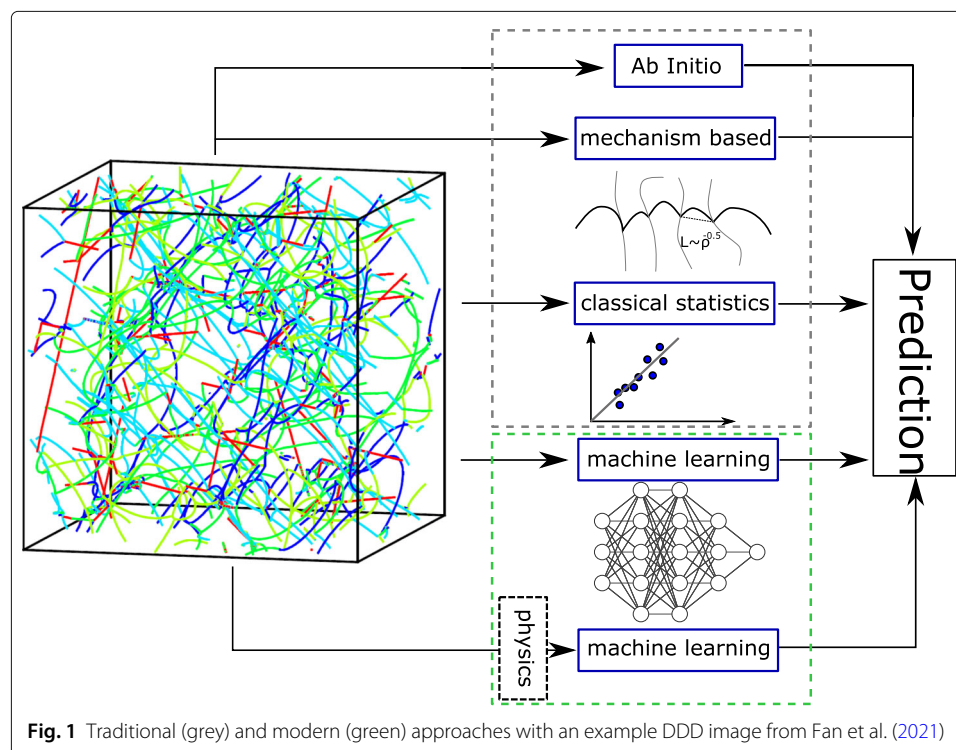 Ab Initio
mechanism based
L~ρ^-0.5
classical statistics
Prediction
machine learning
physics
machine learning
Fig. 1 Traditional (grey) and modern (green) approaches with an example DDD image from Fan et al. (2021)